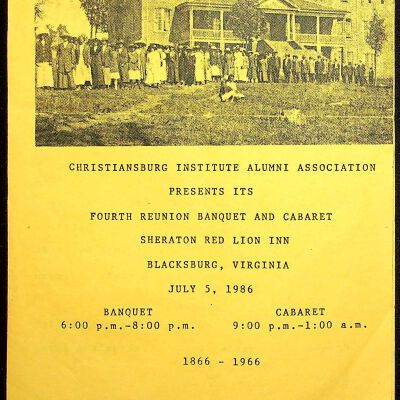 CHRISTIANSBURG INSTITUTE ALUMNI ASSOCIATION
PRESENTS ITS
FOURTH REUNION BANQUET AND CABARET
SHERATON RED LION INN
BLACKSBURG, VIRGINIA
JULY 5, 1986
BANQUET
6:00 p.m.-8:00 p.m.
CABARET
9:00 p.m.-1:00 a.m.
1866 - 1966